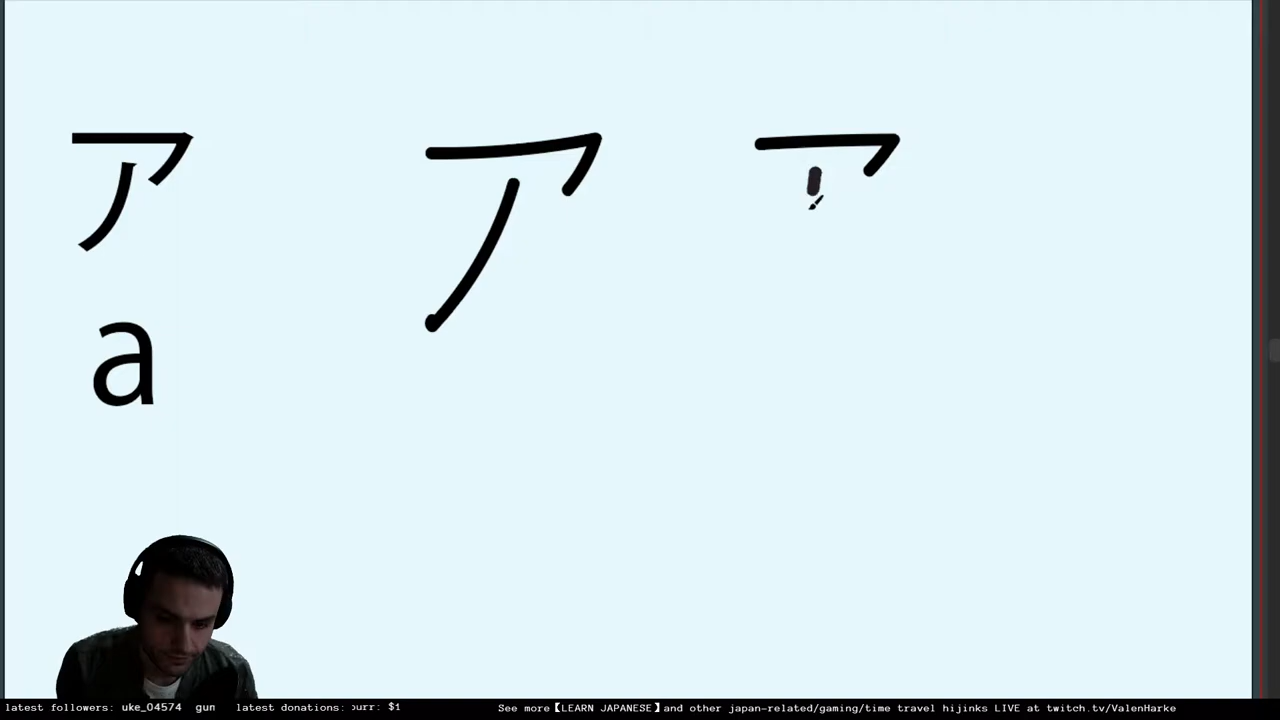 ア ア
a
latest followers: uke_04574 gun latest donations: purr: $1 See more【LEARN JAPANESE】and other japan-related/gaming/time travel hijinks LIVE at twitch.tv/ValenHarke